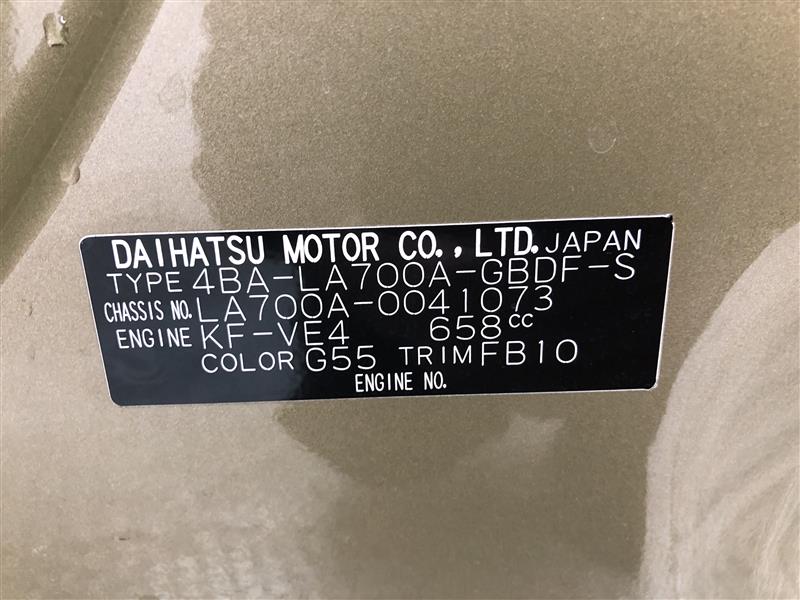 DAIHATSU MOTOR CO., LTD. JAPAN
TYPE 4BA-LA700A-GBDF-S
CHASSIS NO. LA700A-0041073
ENGINE KF-VE4 658cc
COLOR G55 TRIM FB10
ENGINE NO.